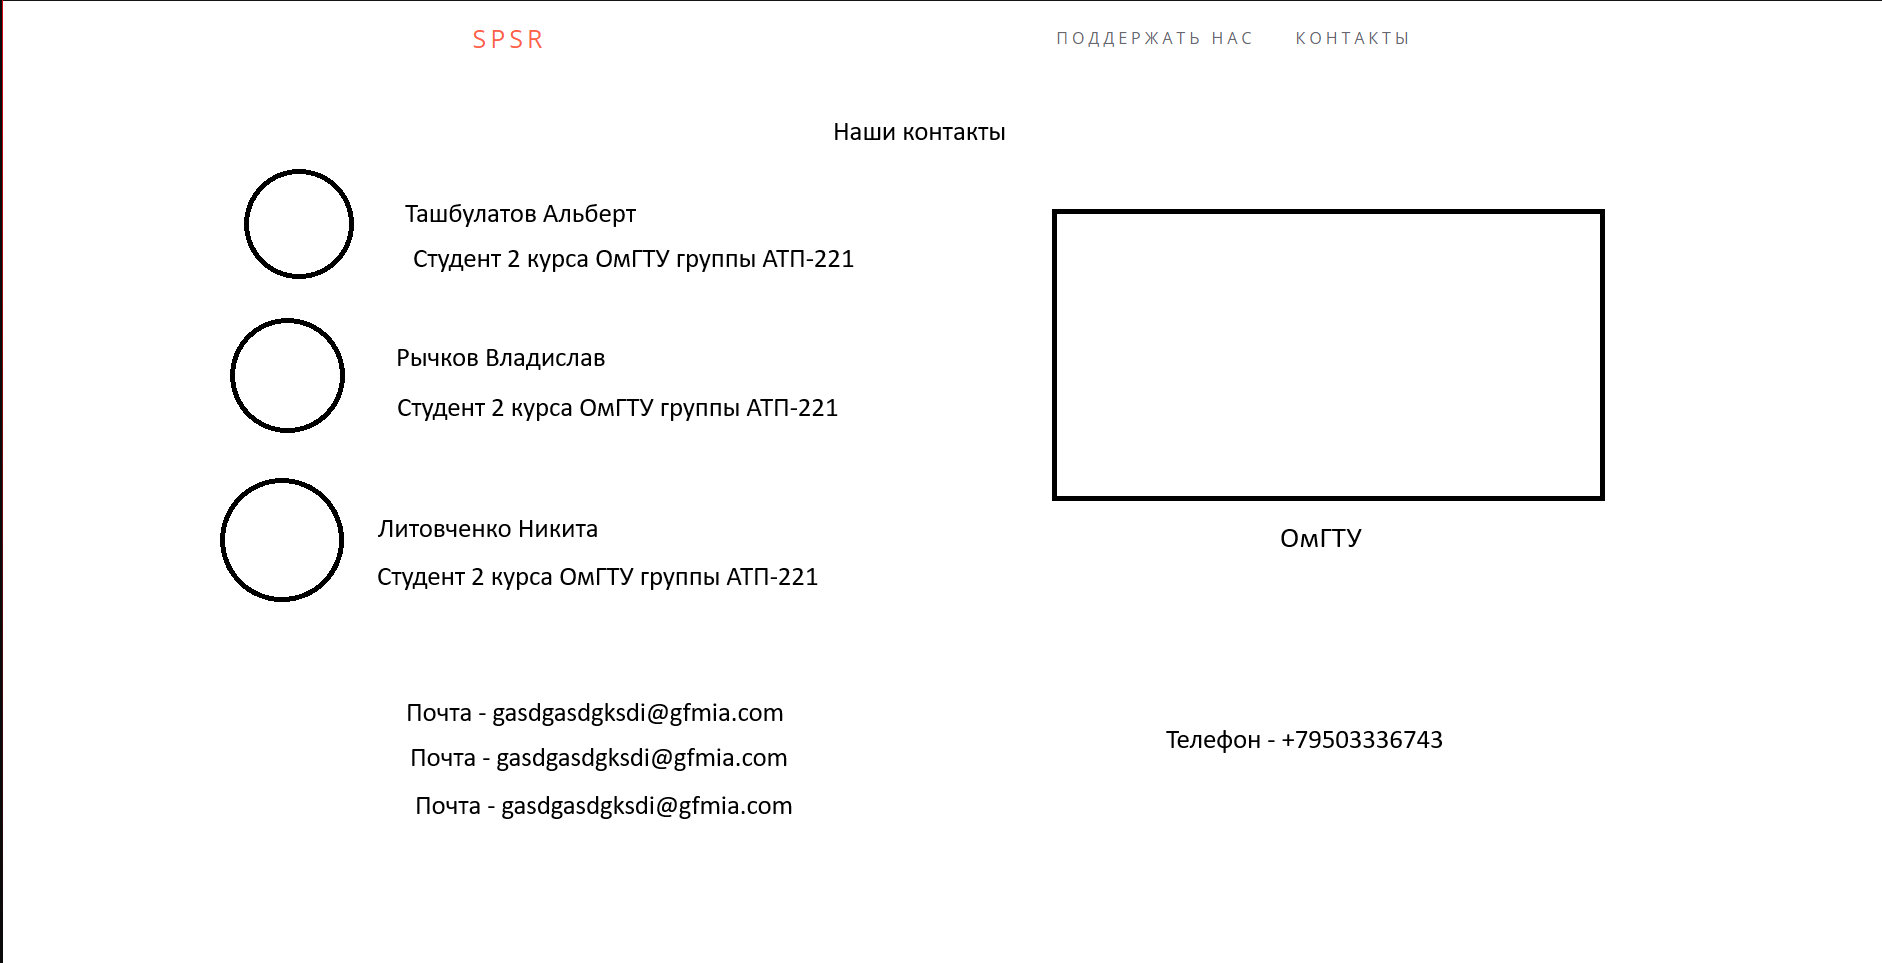 SPSR
ПОДДЕРЖАТЬ НАС КОНТАКТЫ
Наши контакты
Ташбулатов Альберт
Студент 2 курса ОмГТУ группы АТП-221
Рычков Владислав
Студент 2 курса ОмГТУ группы АТП-221
Литовченко Никита
Студент 2 курса ОмГТУ группы АТП-221
ОмГТУ
Почта - gasdgasdgksdi@gfmia.com
Почта - gasdgasdgksdi@gfmia.com
Почта - gasdgasdgksdi@gfmia.com
Телефон - +79503336743